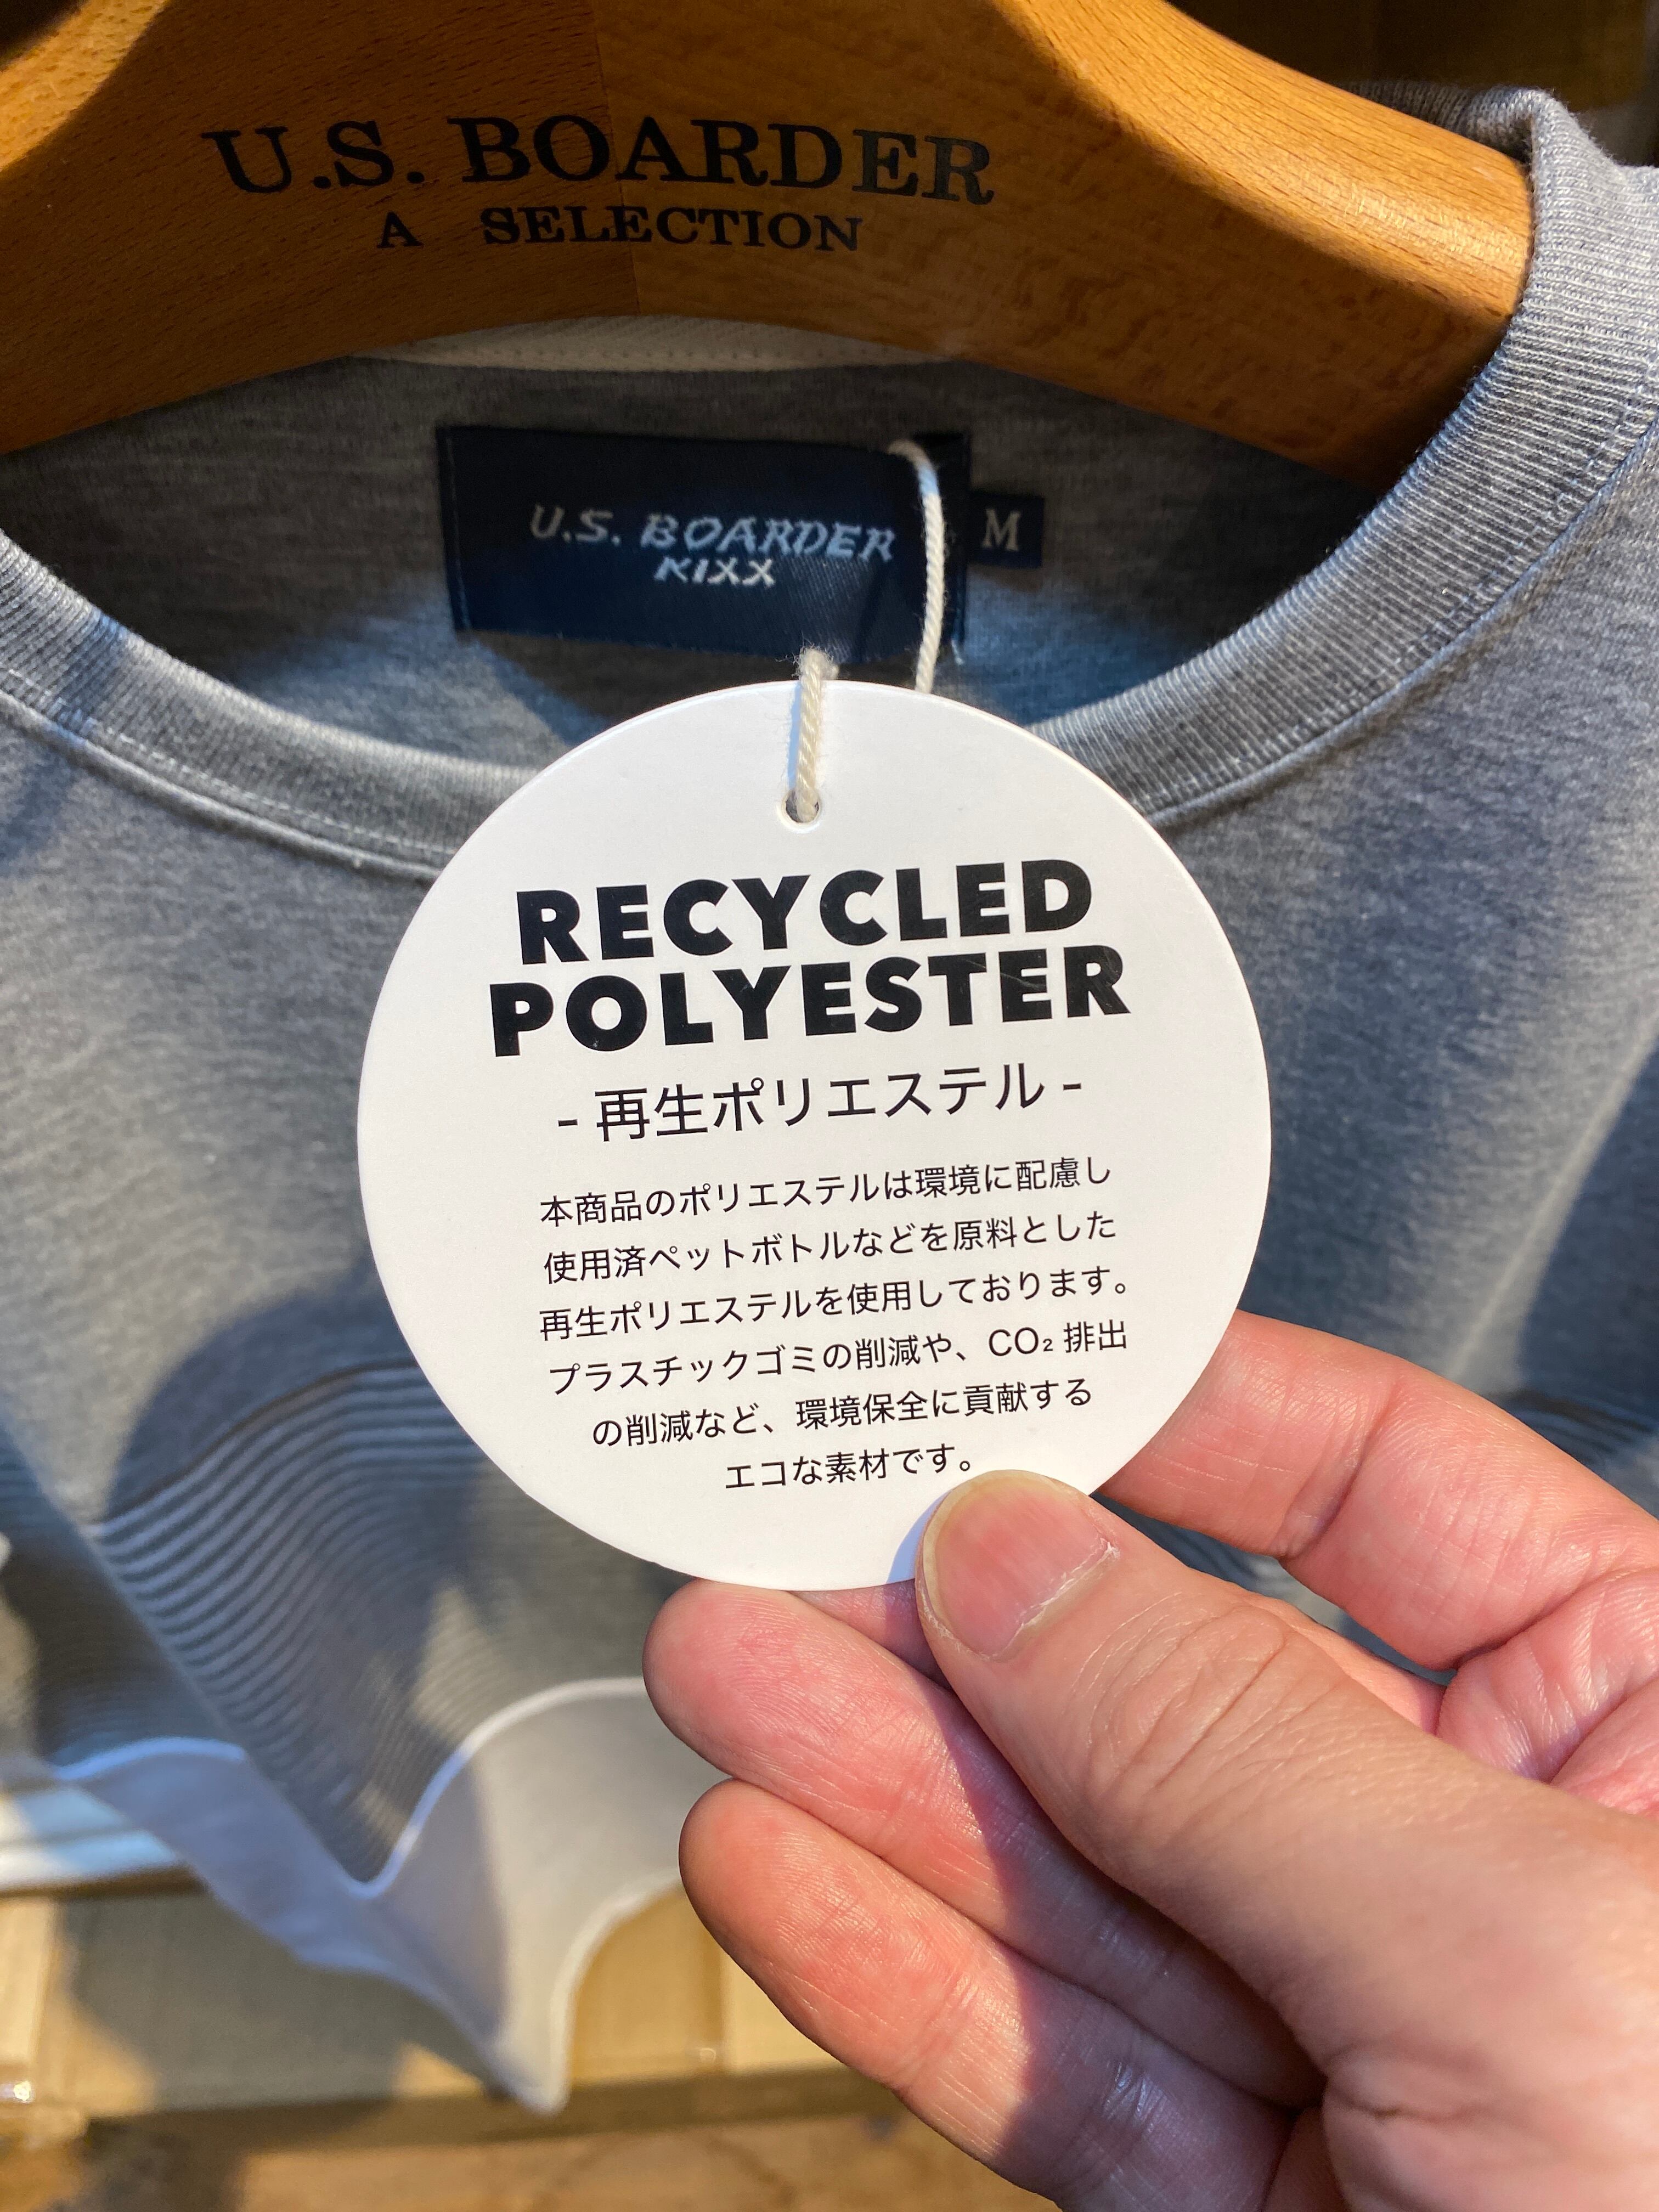 U.S. BOARDER
A SELECTION
U.S. BOARDER
KIXX
M
RECYCLED
POLYESTER
- 再生ポリエステル -
本商品のポリエステルは環境に配慮し
使用済ペットボトルなどを原料とした
再生ポリエステルを使用しております。
プラスチックゴミの削減や、CO₂ 排出
の削減など、環境保全に貢献する
エコな素材です。